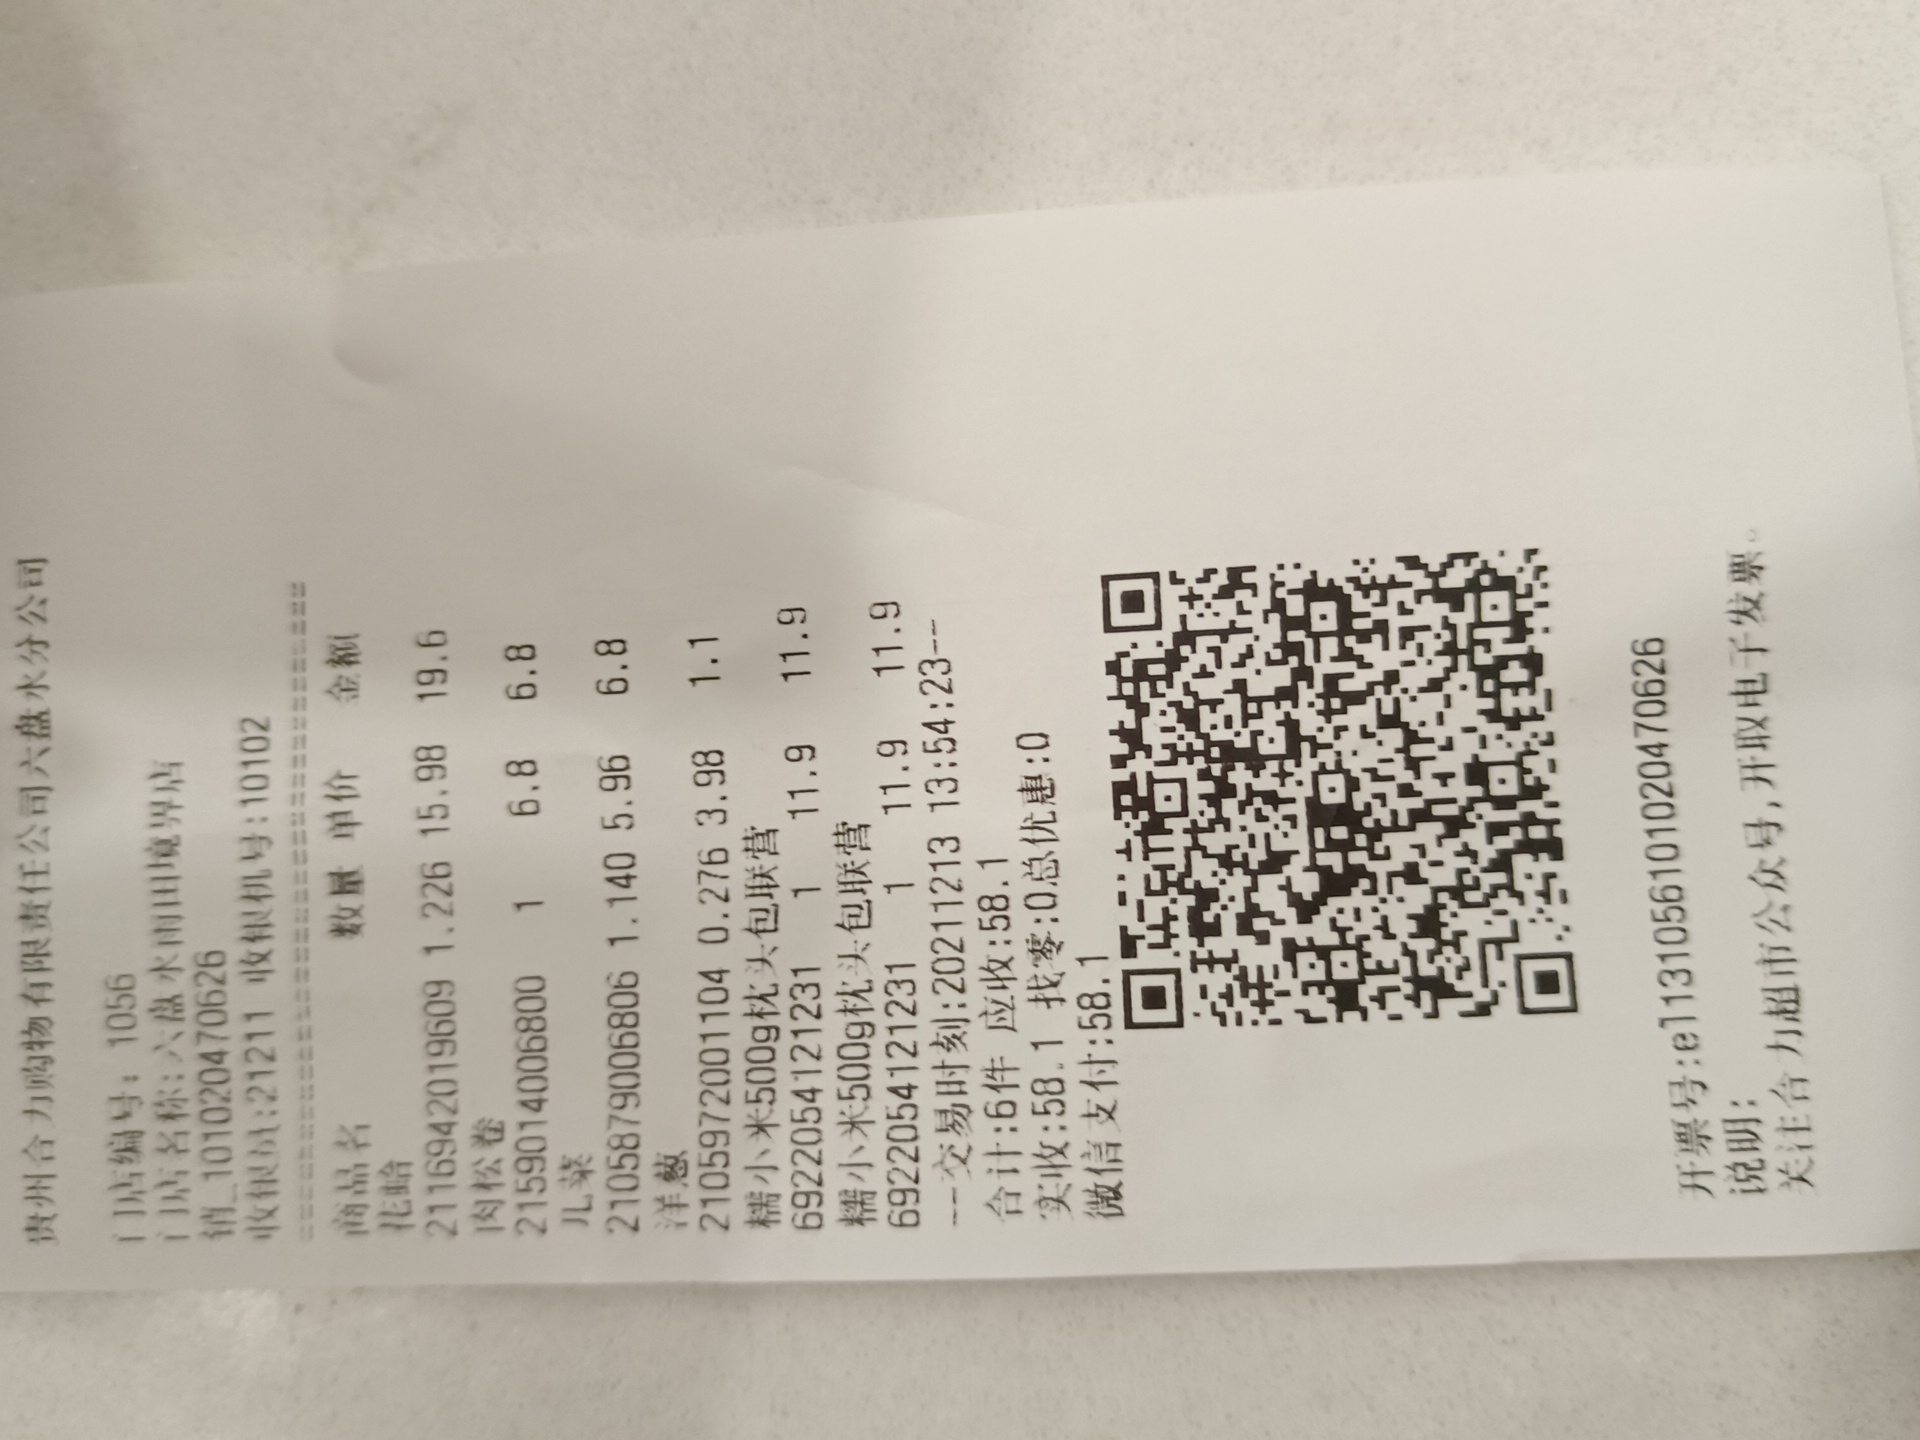 贵州合力购物有限责任公司六盘水分公司
门店编号: 1056
门店名称:六盘水雨田境界店
销_101020470626
收银员:21211 收银机号:10102
==============================
商品名 数量 单价 金额
花蛤
2116942019609 1.226 15.98 19.6
肉松卷
2159014006800 1 6.8 6.8
儿菜
2105879006806 1.140 5.96 6.8
洋葱
2105972001104 0.276 3.98 1.1
糯小米500g枕头包联营
6922054121231 1 11.9 11.9
糯小米500g枕头包联营
6922054121231 1 11.9 11.9
--交易时刻:20211213 13:54:23--
合计:6件 应收:58.1
实收:58.1 找零:0总优惠:0
微信支付:58.1
开票号:e1131056101020470626
说明:
关注合力超市公众号,开取电子发票。